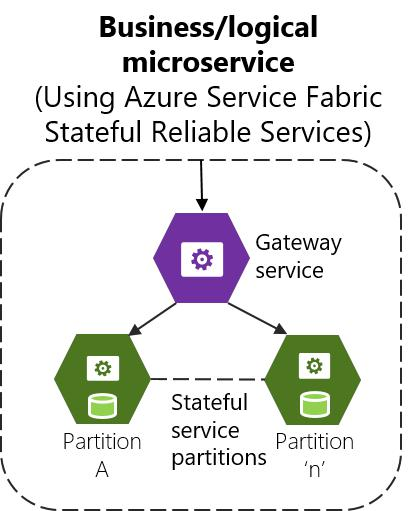 Business/logical
microservice
(Using Azure Service Fabric
Stateful Reliable Services)
Gateway
service
Stateful
service
partitions
Partition
A
Partition
‘n’